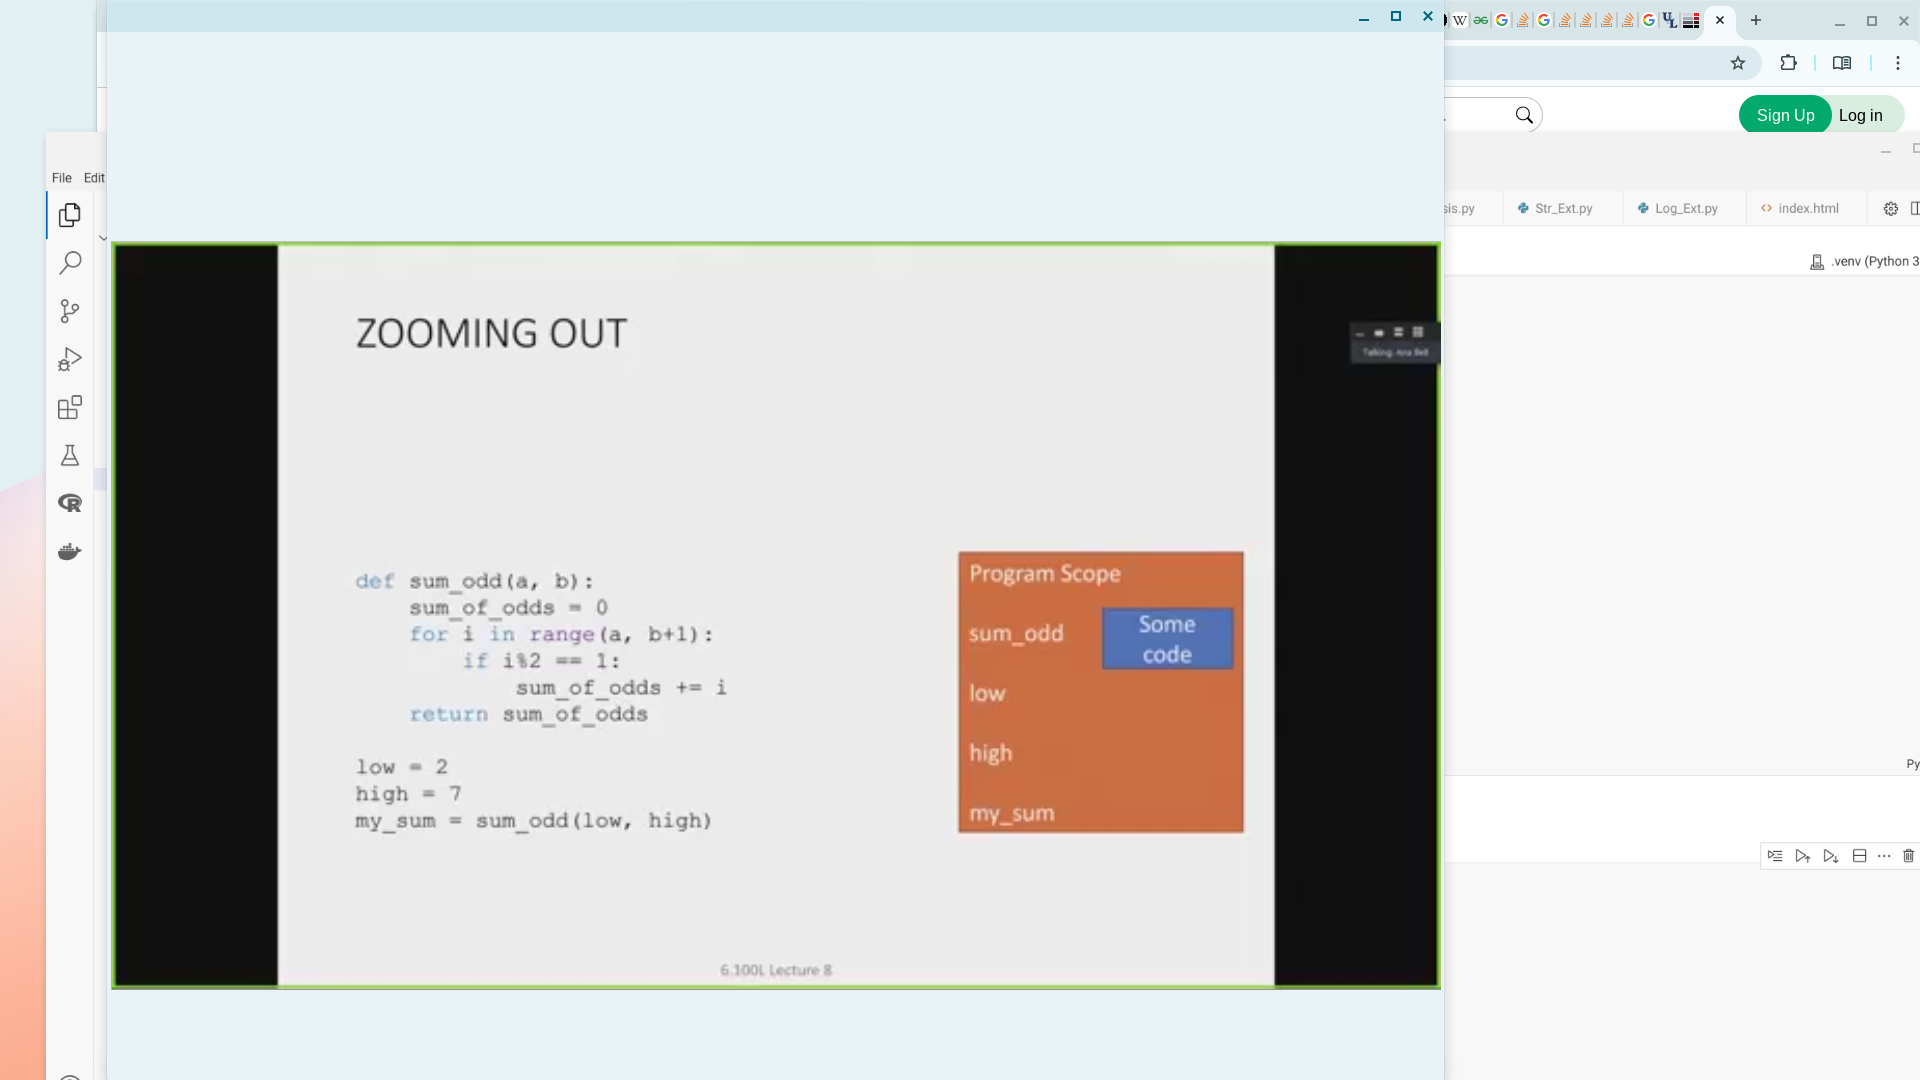 Sign Up Log in
File Edit
sis.py Str_Ext.py Log_Ext.py index.html
.venv (Python 3
ZOOMING OUT
Talking: Ana Bell
def sum_odd(a, b):
    sum_of_odds = 0
    for i in range(a, b+1):
        if i%2 == 1:
            sum_of_odds += i
    return sum_of_odds
low = 2
high = 7
my_sum = sum_odd(low, high)
Program Scope
sum_odd
Some
code
low
high
my_sum
Py
6.100L Lecture 8